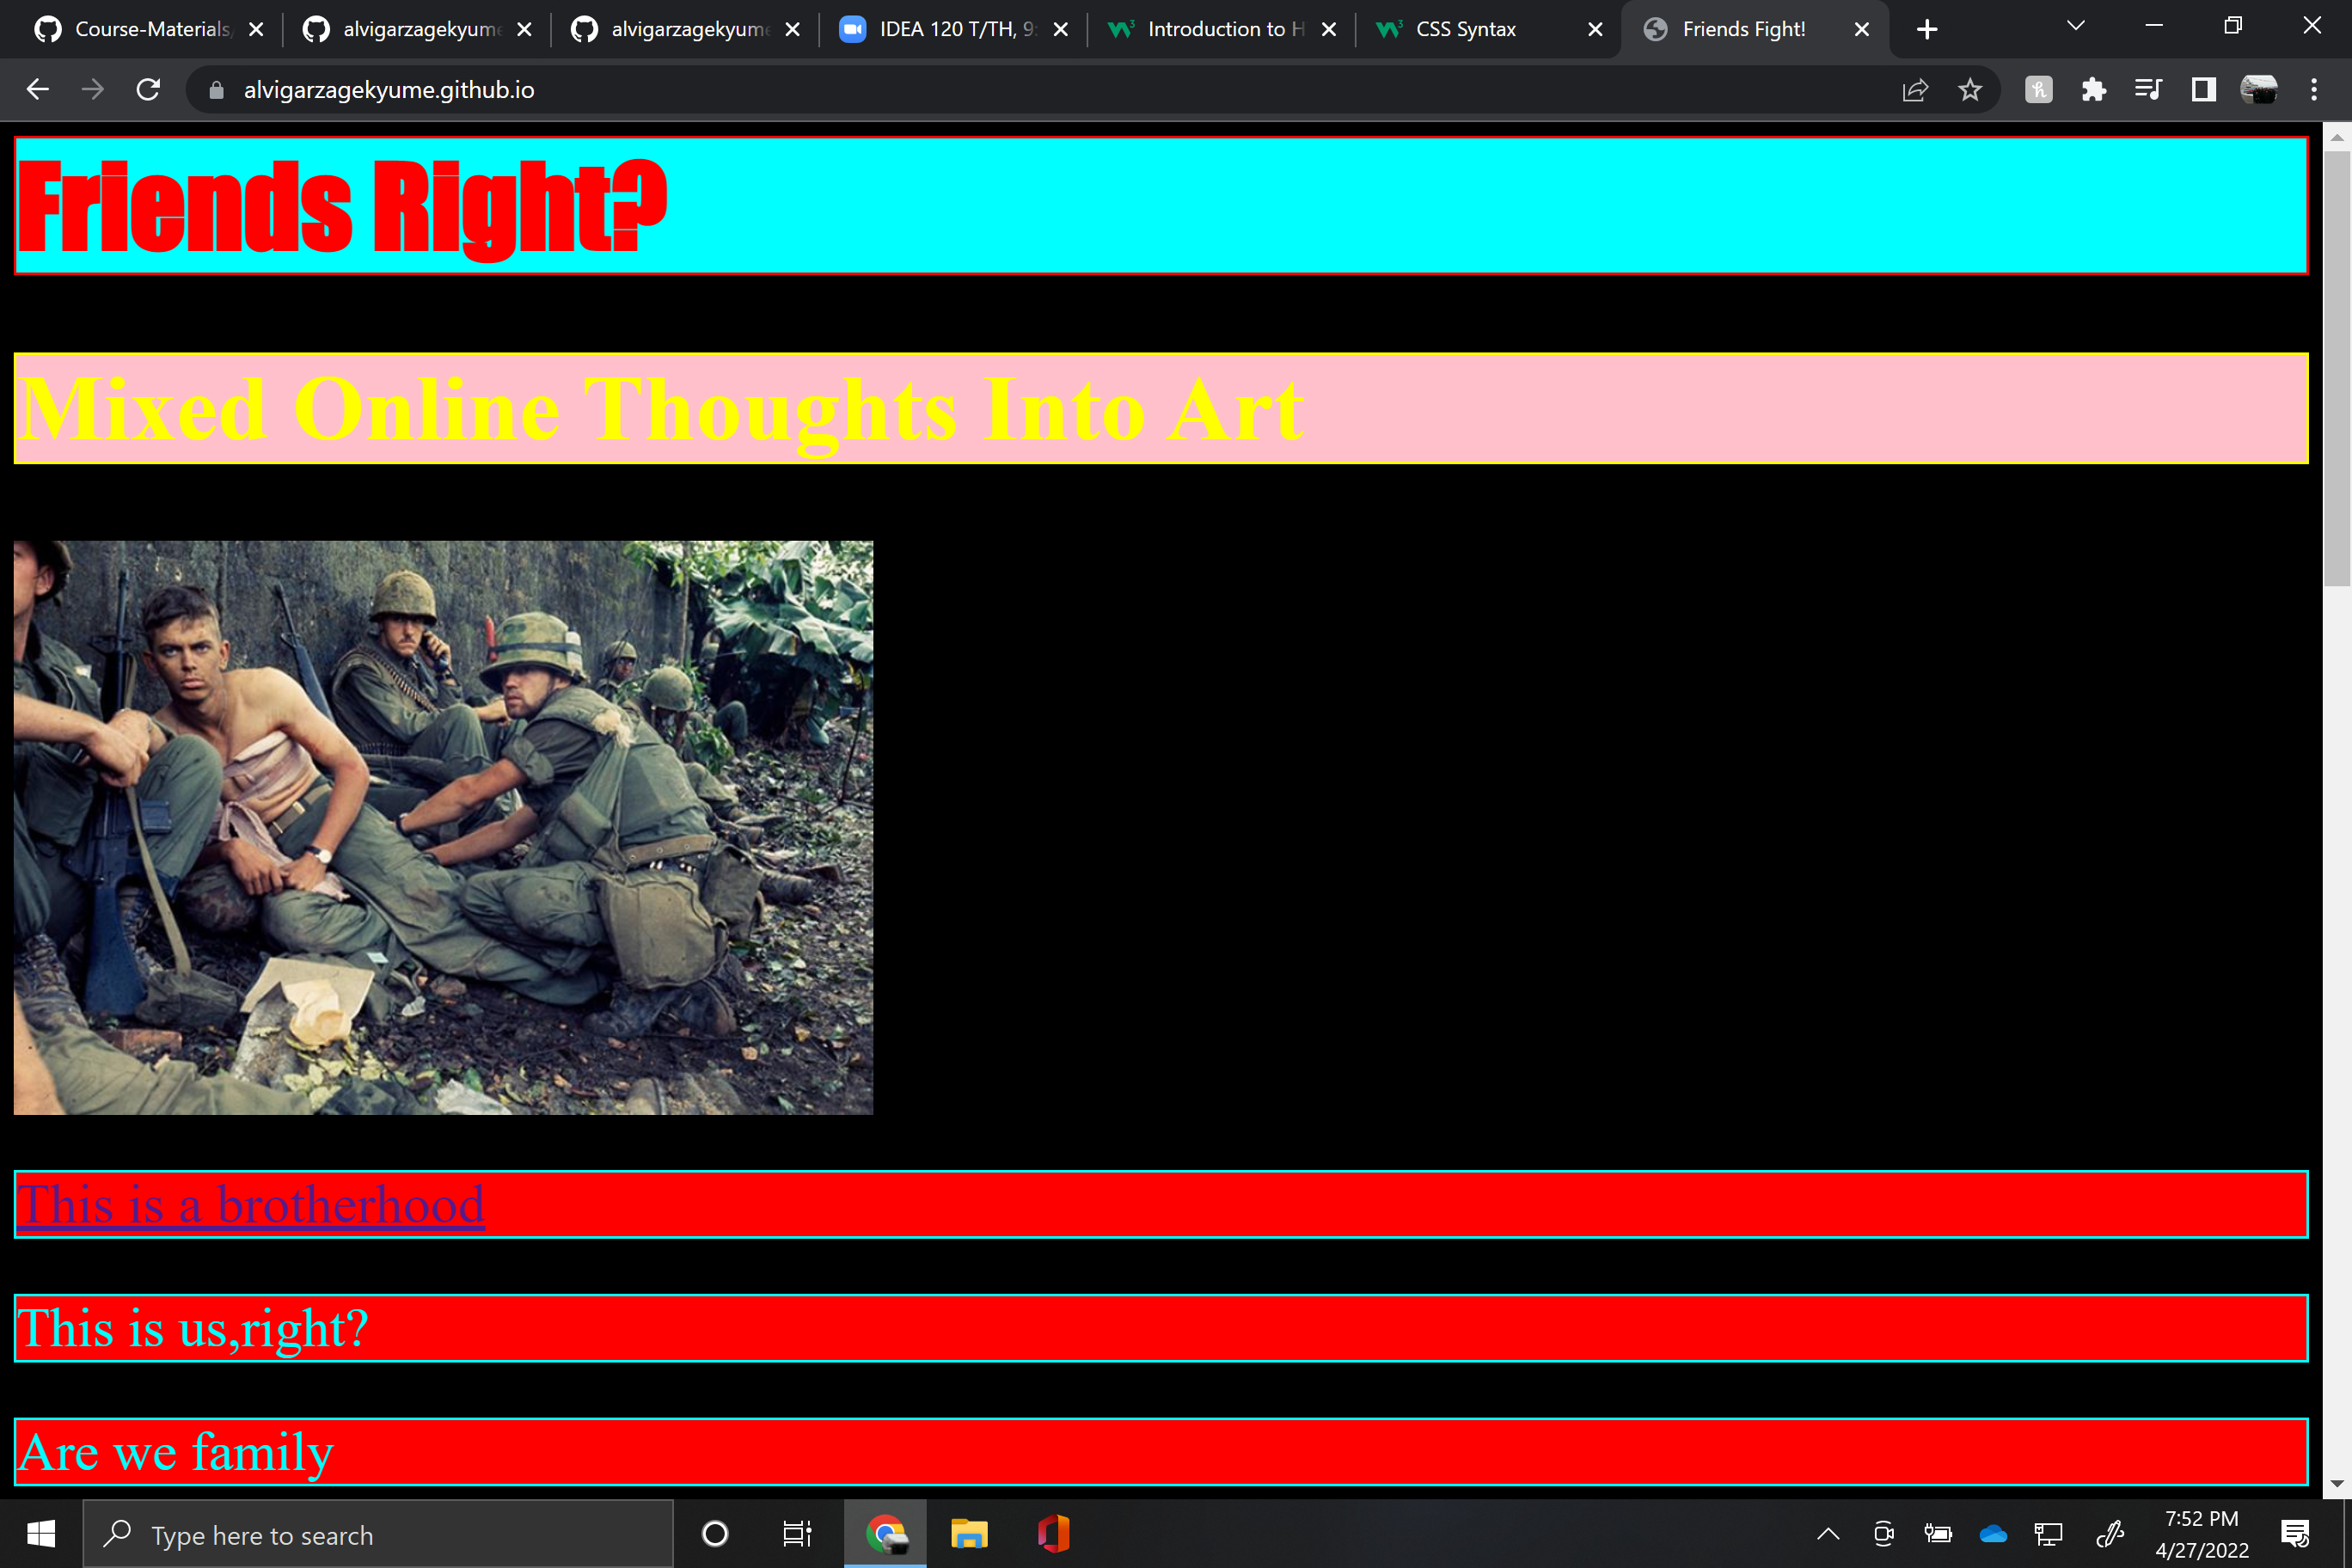 Course-Materials
alvigarzagekyume
alvigarzagekyume
IDEA 120 T/TH, 9:
Introduction to H
CSS Syntax
Friends Fight!
alvigarzagekyume.github.io
Friends Right?
Mixed Online Thoughts Into Art
This is a brotherhood
This is us,right?
Are we family
Type here to search
7:52 PM
4/27/2022